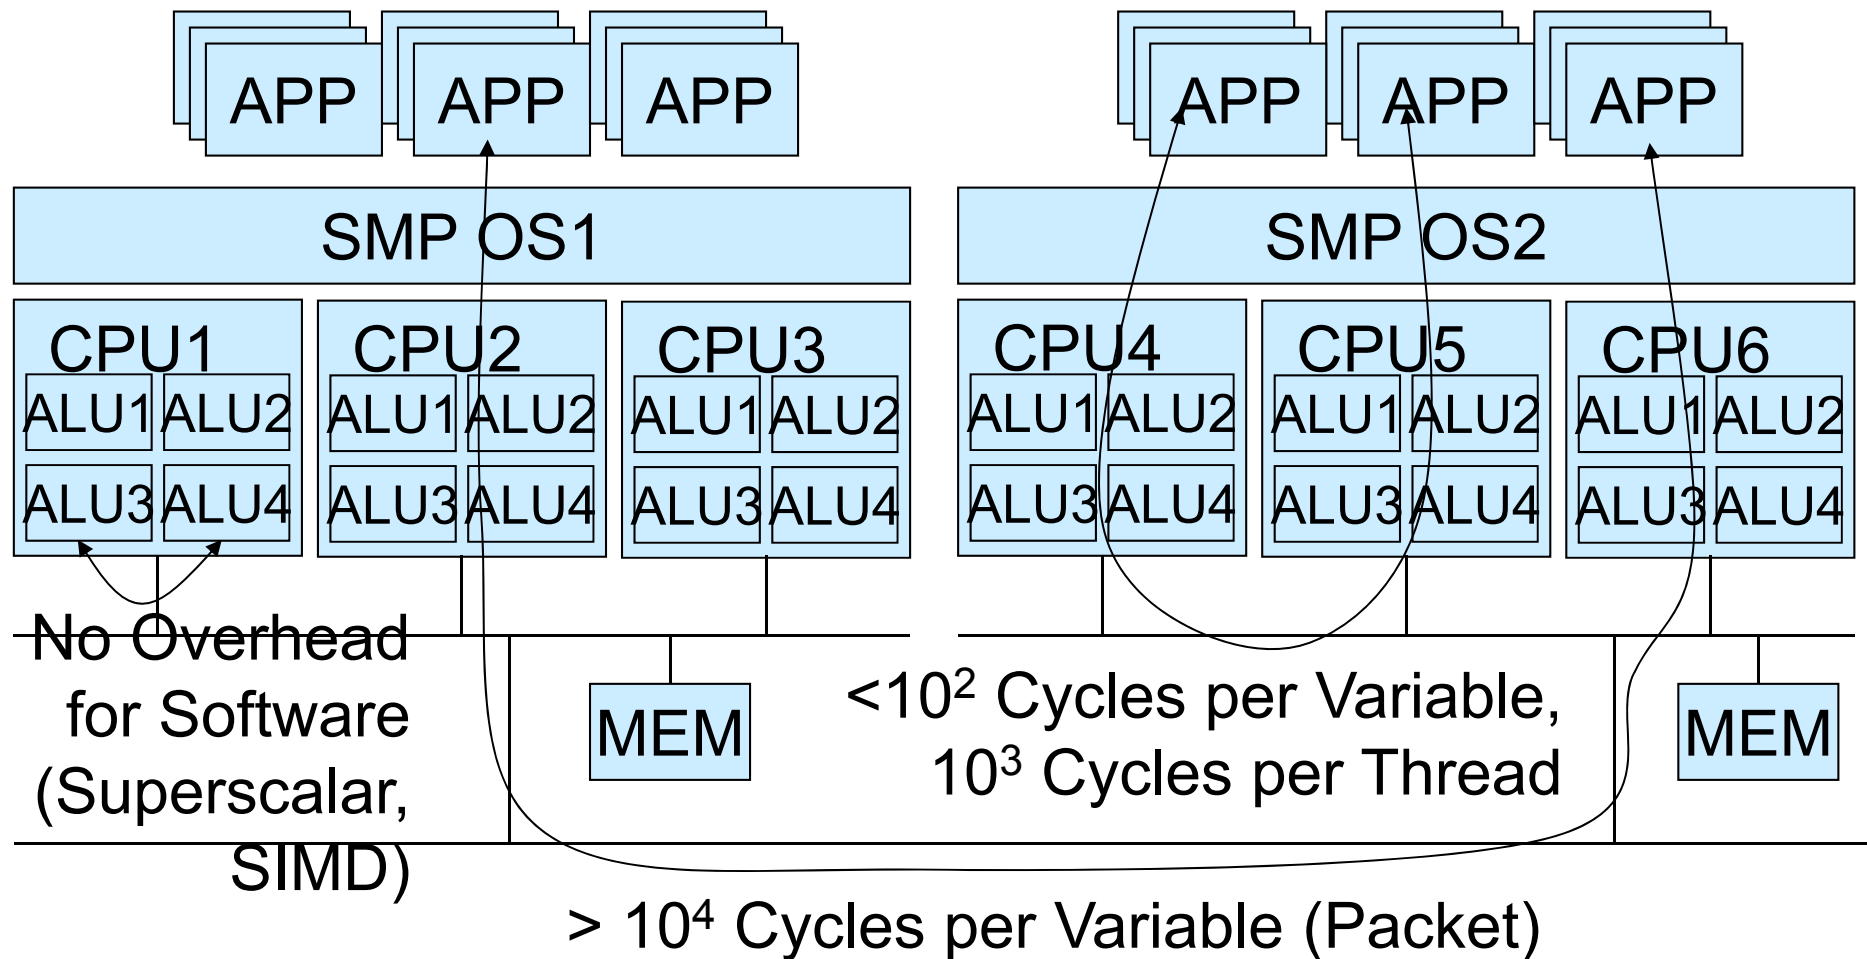 APP APP APP APP APP APP
SMP OS1 SMP OS2
CPU1 CPU2 CPU3 CPU4 CPU5 CPU6
ALU1 ALU2 ALU1 ALU2 ALU1 ALU2 ALU1 ALU2 ALU1 ALU2 ALU1 ALU2
ALU3 ALU4 ALU3 ALU4 ALU3 ALU4 ALU3 ALU4 ALU3 ALU4 ALU3 ALU4
No Overhead
for Software
(Superscalar,
SIMD)
MEM
<10² Cycles per Variable,
10³ Cycles per Thread
MEM
> 10⁴ Cycles per Variable (Packet)